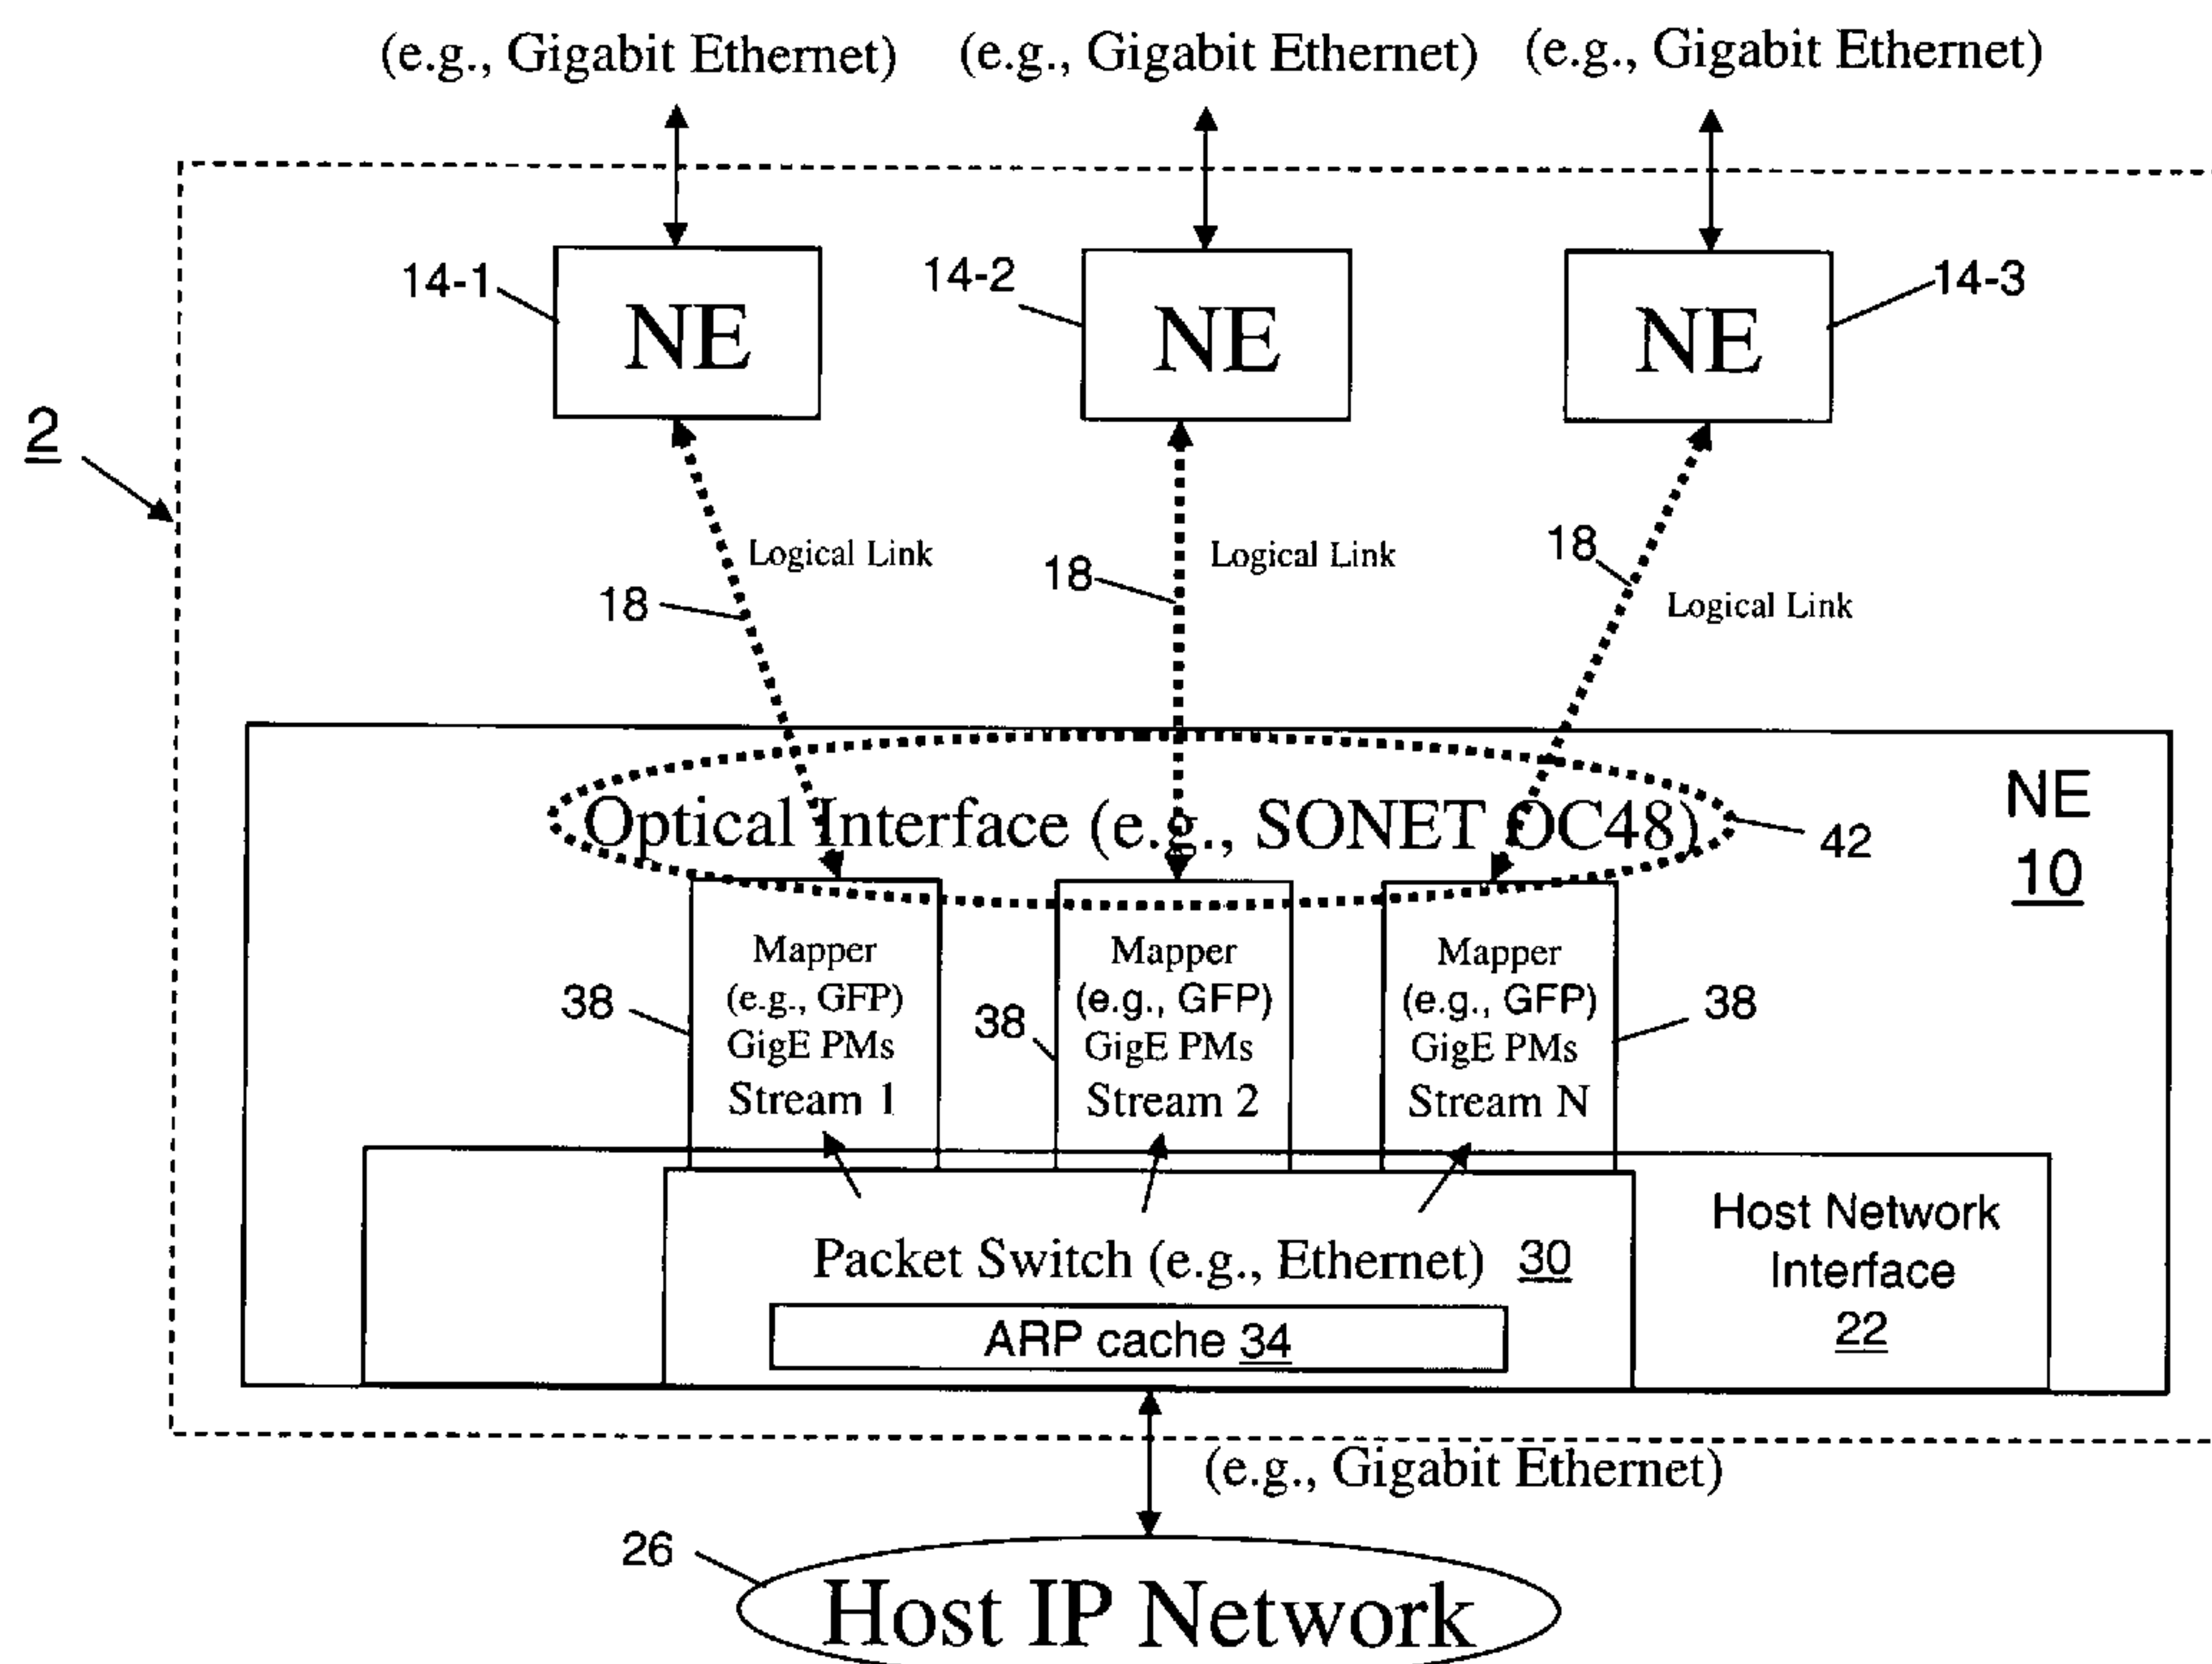 (e.g., Gigabit Ethernet) (e.g., Gigabit Ethernet) (e.g., Gigabit Ethernet)
14-1 NE 14-2 NE NE 14-3
2
18 Logical Link 18 Logical Link 18 Logical Link
NE
10
Optical Interface (e.g., SONET OC48) 42
38
Mapper
(e.g., GFP)
GigE PMs
Stream 1
38
Mapper
(e.g., GFP)
GigE PMs
Stream 2
Mapper
(e.g., GFP)
GigE PMs
Stream N
38
Packet Switch (e.g., Ethernet) 30
ARP cache 34
Host Network
Interface
22
(e.g., Gigabit Ethernet)
26
Host IP Network